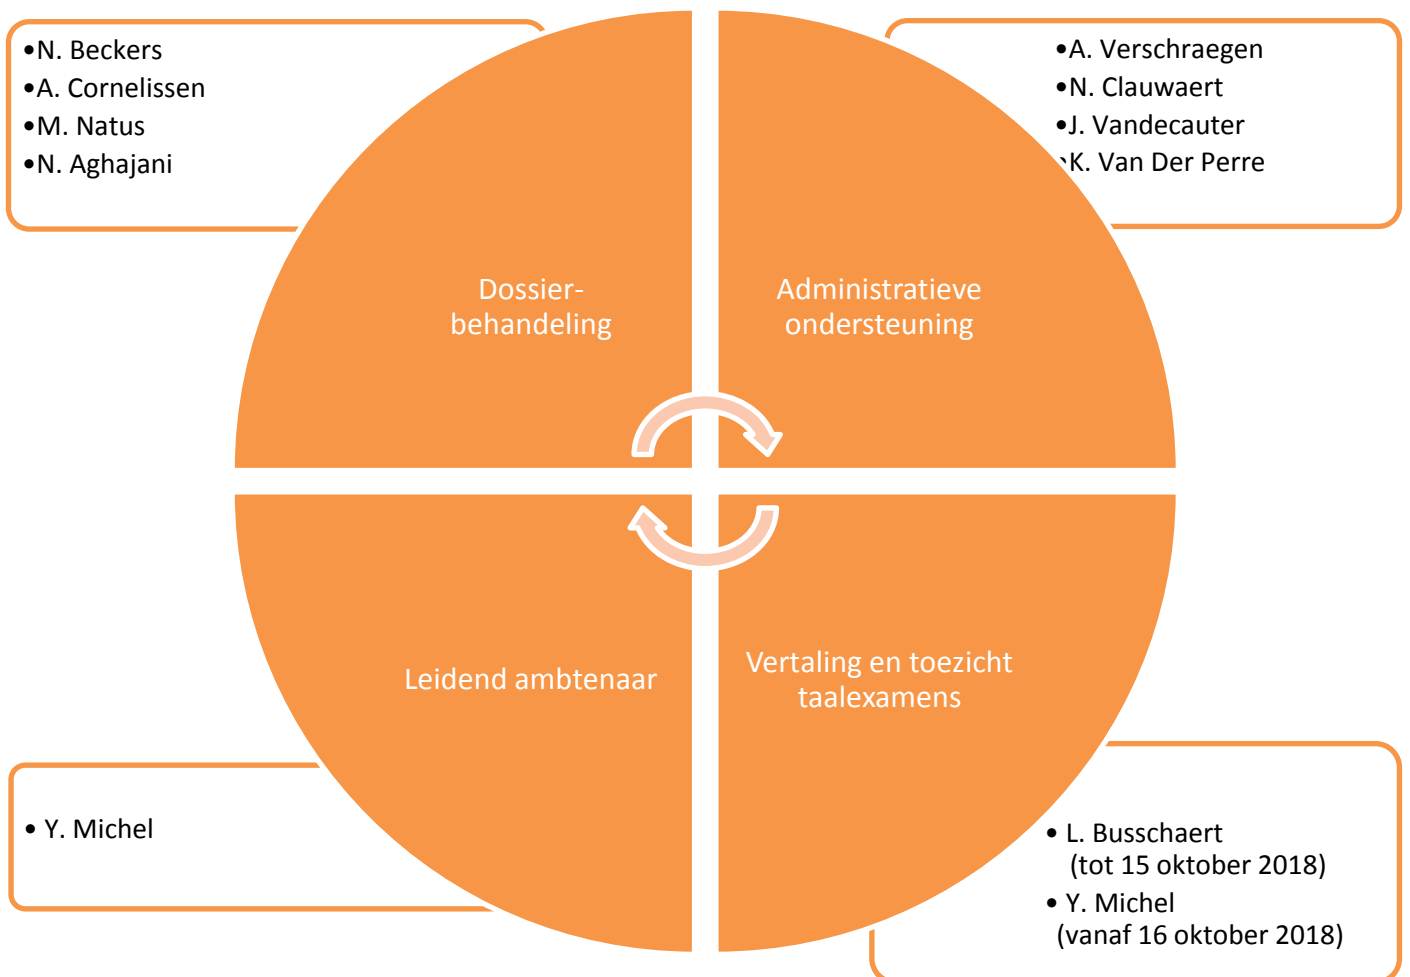 •N. Beckers
•A. Cornelissen
•M. Natus
•N. Aghajani
•A. Verschraegen
•N. Clauwaert
•J. Vandecauter
•K. Van Der Perre
Dossier-
behandeling
Administratieve
ondersteuning
Leidend ambtenaar
Vertaling en toezicht
taalexamens
• Y. Michel
• L. Busschaert
(tot 15 oktober 2018)
• Y. Michel
(vanaf 16 oktober 2018)